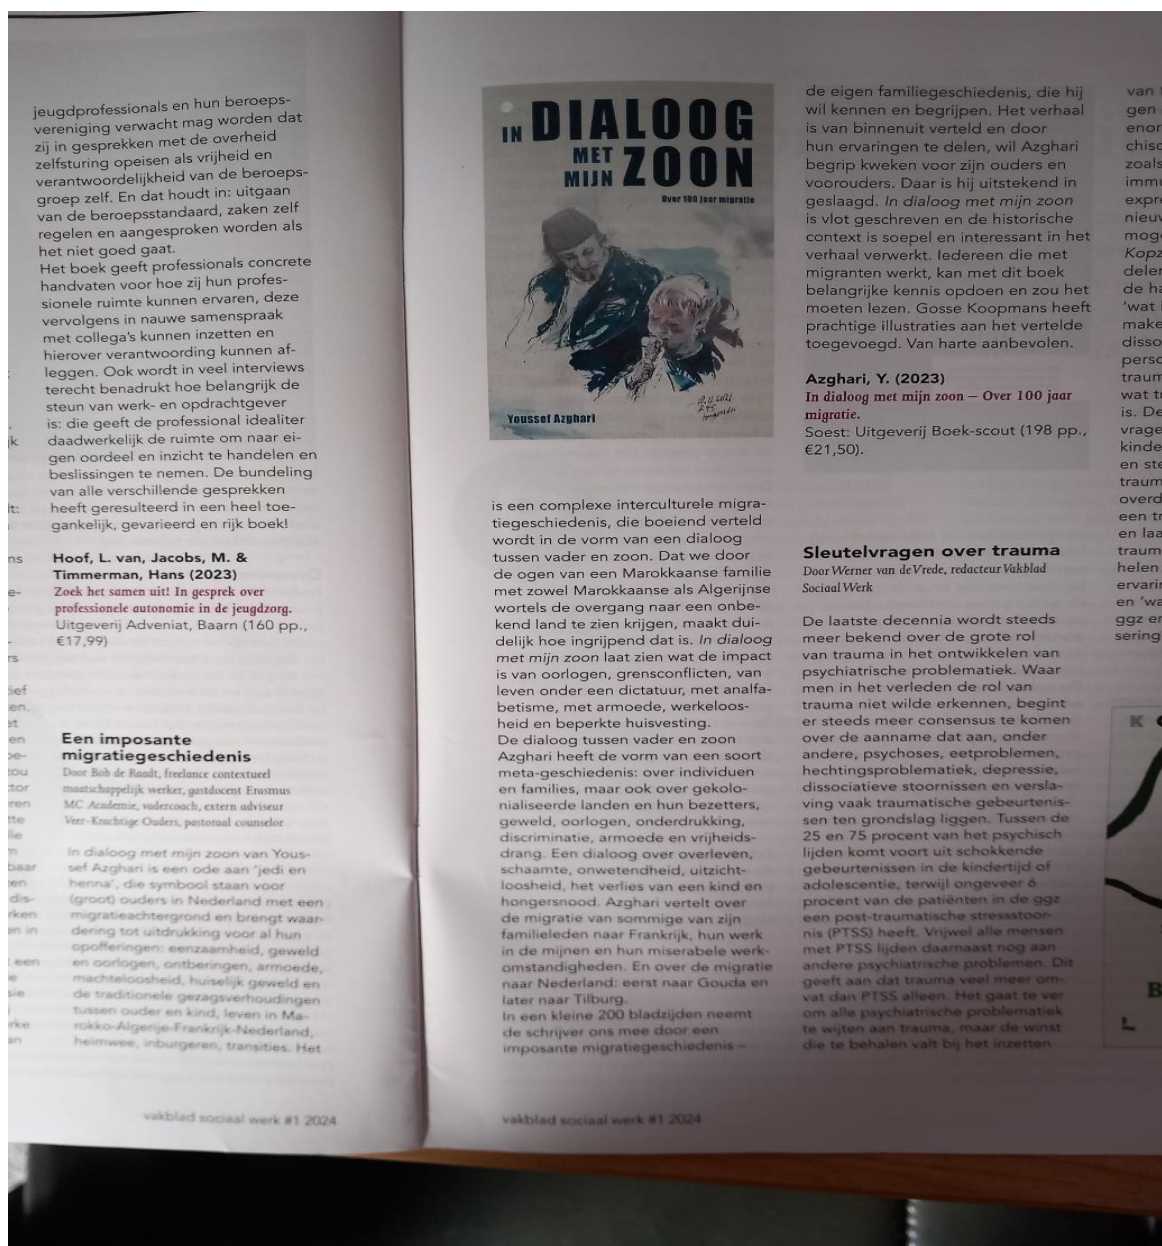 jeugdprofessionals en hun beroeps-
vereniging verwacht mag worden dat
zij in gesprekken met de overheid
zelfsturing opeisen als vrijheid en
verantwoordelijkheid van de beroeps-
groep zelf. En dat houdt in: uitgaan
van de beroepsstandaard, zaken zelf
regelen en aangesproken worden als
het niet goed gaat.
Het boek geeft professionals concrete
handvaten voor hoe zij hun profes-
sionele ruimte kunnen ervaren, deze
vervolgens in nauwe samenspraak
met collega's kunnen inzetten en
hierover verantwoording kunnen af-
leggen. Ook wordt in veel interviews
terecht benadrukt hoe belangrijk de
steun van werk- en opdrachtgever
is: die geeft de professional idealiter
daadwerkelijk de ruimte om naar ei-
gen oordeel en inzicht te handelen en
beslissingen te nemen. De bundeling
van alle verschillende gesprekken
heeft geresulteerd in een heel toe-
gankelijk, gevarieerd en rijk boek!
Hoof, L. van, Jacobs, M. &
Timmerman, Hans (2023)
Zoek het samen uit! In gesprek over
professionele autonomie in de jeugdzorg.
Uitgeverij Adveniat, Baarn (160 pp.,
€17,99)
Een imposante
migratiegeschiedenis
Door Bob de Raadt, freelance contextueel
maatschappelijk werker, gastdocent Erasmus
MC Academie, vadercoach, extern adviseur
Veer-Krachtige Ouders, pastoraal counselor
In dialoog met mijn zoon van Yous-
sef Azghari is een ode aan 'jedi en
henna', die symbool staan voor
(groot) ouders in Nederland met een
migratieachtergrond en brengt waar-
dering tot uitdrukking voor al hun
opofferingen: eenzaamheid, geweld
en oorlogen, ontberingen, armoede,
machteloosheid, huiselijk geweld en
de traditionele gezagsverhoudingen
tussen ouder en kind, leven in Ma-
rokko-Algerije-Frankrijk-Nederland,
heimwee, inburgeren, transities. Het
vakblad sociaal werk #1 2024
IN DIALOOG
MET
MIJN ZOON
Over 100 jaar migratie
Youssef Azghari
is een complexe interculturele migra-
tiegeschiedenis, die boeiend verteld
wordt in de vorm van een dialoog
tussen vader en zoon. Dat we door
de ogen van een Marokkaanse familie
met zowel Marokkaanse als Algerijnse
wortels de overgang naar een onbe-
kend land te zien krijgen, maakt dui-
delijk hoe ingrijpend dat is. In dialoog
met mijn zoon laat zien wat de impact
is van oorlogen, grensconflicten, van
leven onder een dictatuur, met analfa-
betisme, met armoede, werkeloos-
heid en beperkte huisvesting.
De dialoog tussen vader en zoon
Azghari heeft de vorm van een soort
meta-geschiedenis: over individuen
en families, maar ook over gekolo-
nialiseerde landen en hun bezetters,
geweld, oorlogen, onderdrukking,
discriminatie, armoede en vrijheids-
drang. Een dialoog over overleven,
schaamte, onwetendheid, uitzicht-
loosheid, het verlies van een kind en
hongersnood. Azghari vertelt over
de migratie van sommige van zijn
familieleden naar Frankrijk, hun werk
in de mijnen en hun miserabele werk-
omstandigheden. En over de migratie
naar Nederland: eerst naar Gouda en
later naar Tilburg.
In een kleine 200 bladzijden neemt
de schrijver ons mee door een
imposante migratiegeschiedenis –
vakblad sociaal werk #1 2024
de eigen familiegeschiedenis, die hij
wil kennen en begrijpen. Het verhaal
is van binnenuit verteld en door
hun ervaringen te delen, wil Azghari
begrip kweken voor zijn ouders en
voorouders. Daar is hij uitstekend in
geslaagd. In dialoog met mijn zoon
is vlot geschreven en de historische
context is soepel en interessant in het
verhaal verwerkt. Iedereen die met
migranten werkt, kan met dit boek
belangrijke kennis opdoen en zou het
moeten lezen. Gosse Koopmans heeft
prachtige illustraties aan het vertelde
toegevoegd. Van harte aanbevolen.
Azghari, Y. (2023)
In dialoog met mijn zoon – Over 100 jaar
migratie.
Soest: Uitgeverij Boek-scout (198 pp.,
€21,50).
Sleutelvragen over trauma
Door Werner van de Vrede, redacteur Vakblad
Sociaal Werk
De laatste decennia wordt steeds
meer bekend over de grote rol
van trauma in het ontwikkelen van
psychiatrische problematiek. Waar
men in het verleden de rol van
trauma niet wilde erkennen, begint
er steeds meer consensus te komen
over de aanname dat aan, onder
andere, psychoses, eetproblemen,
hechtingsproblematiek, depressie,
dissociatieve stoornissen en versla-
ving vaak traumatische gebeurtenis-
sen ten grondslag liggen. Tussen de
25 en 75 procent van het psychisch
lijden komt voort uit schokkende
gebeurtenissen in de kindertijd of
adolescentie, terwijl ongeveer 6
procent van de patiënten in de ggz
een post-traumatische stressstoor-
nis (PTSS) heeft. Vrijwel alle mensen
met PTSS lijden daarnaast nog aan
andere psychiatrische problemen. Dit
geeft aan dat trauma veel meer om-
vat dan PTSS alleen. Het gaat te ver
om alle psychiatrische problematiek
te wijten aan trauma, maar de winst
die te behalen valt bij het inzetten